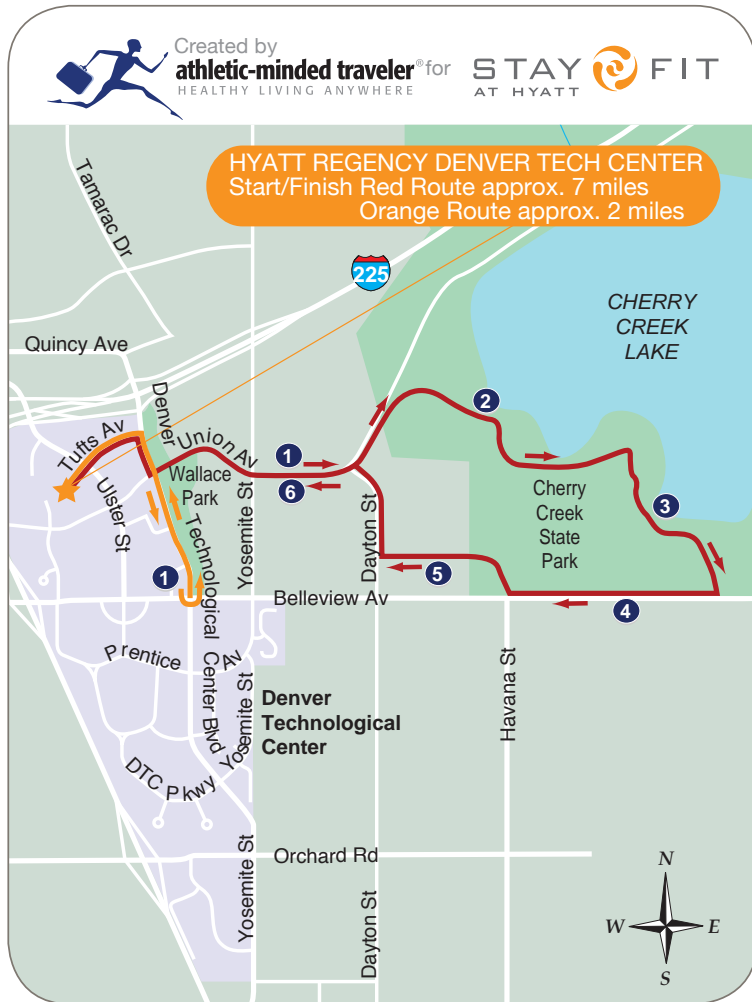 Created by
athletic-minded traveler® for
HEALTHY LIVING ANYWHERE
STAY FIT
AT HYATT
HYATT REGENCY DENVER TECH CENTER
Start/Finish Red Route approx. 7 miles
Orange Route approx. 2 miles
Tamarac Dr
225
CHERRY
CREEK
LAKE
Quincy Ave
Denver
Technological
Center Blvd
Tufts Av
Union Av
Wallace
Park
Ulster St
Yosemite St
1
6
2
3
Cherry
Creek
State
Park
Dayton St
5
1
Belleview Av
4
Prentice Av
Yosemite St
Havana St
Denver
Technological
Center
DTC Pkwy
Orchard Rd
Yosemite St
Dayton St
N
W
E
S